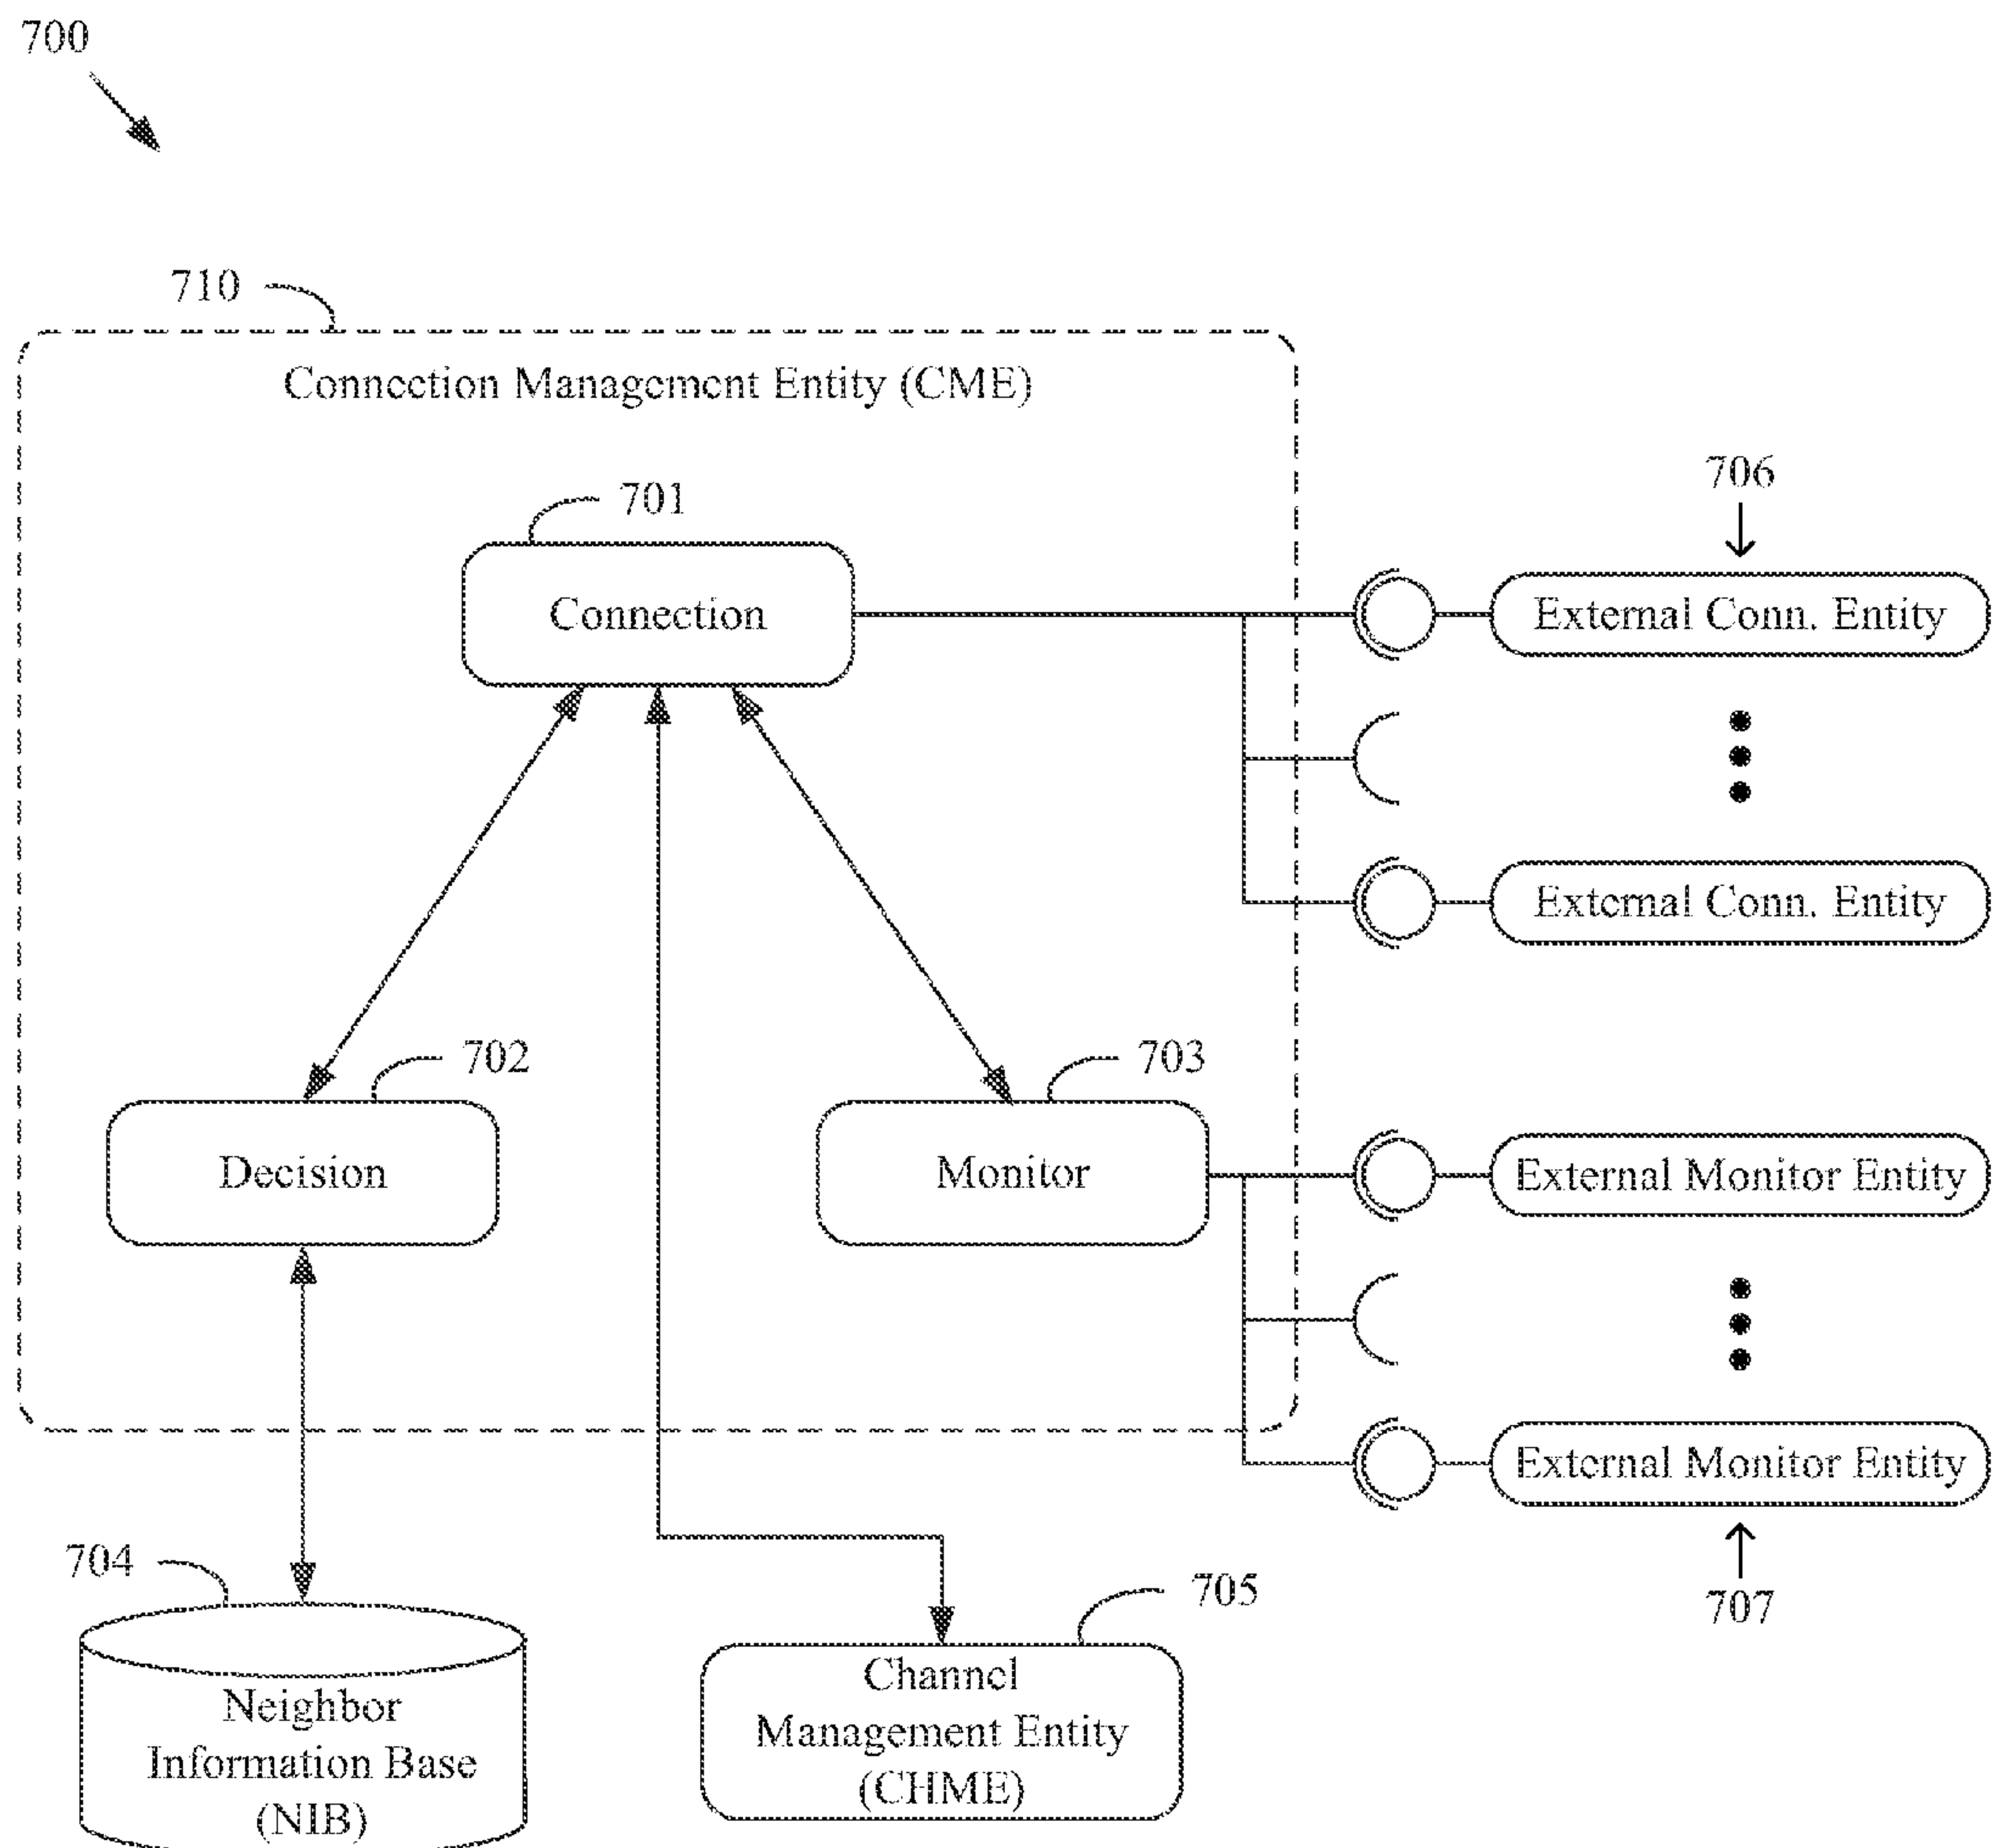 700
710
Connection Management Entity (CME)
701
706
Connection
External Conn. Entity
External Conn. Entity
702
703
Decision
Monitor
External Monitor Entity
External Monitor Entity
704
705
707
Neighbor
Information Base
(NIB)
Channel
Management Entity
(CHME)